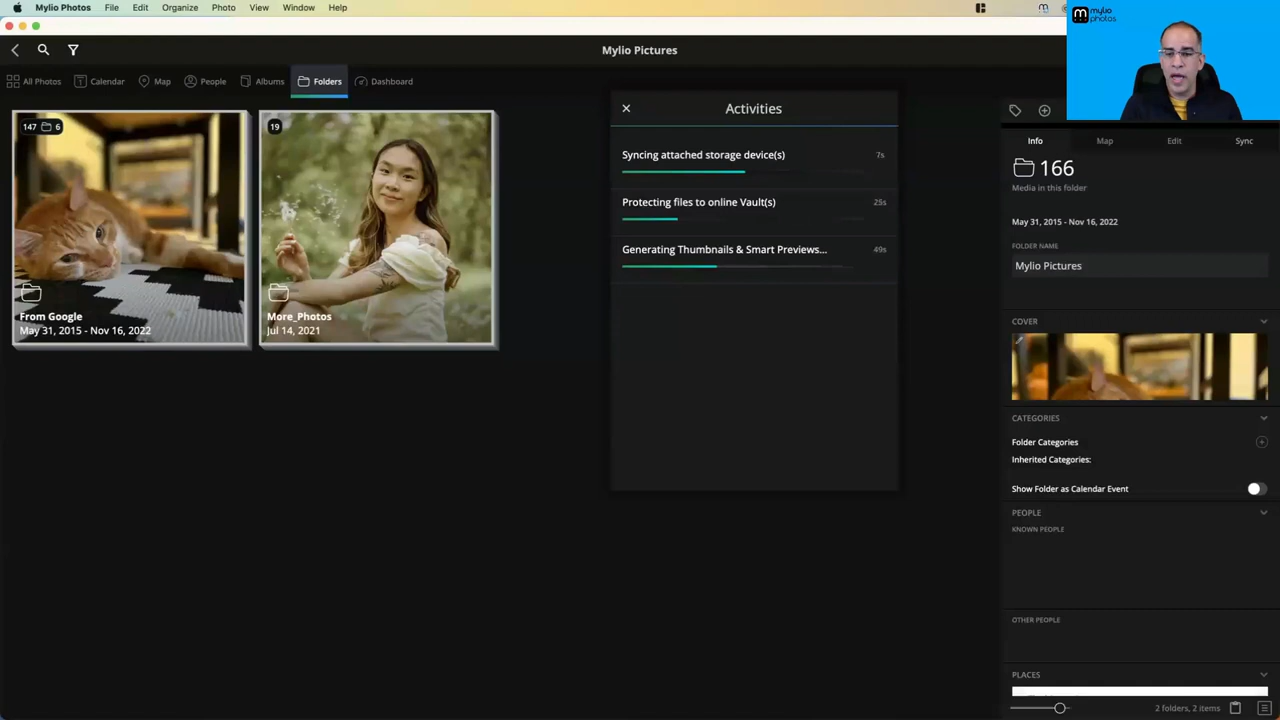 Mylio Photos File Edit Organize Photo View Window Help
mylio
photos
Mylio Pictures
All Photos Calendar Map People Albums Folders Dashboard
147 6
From Google
May 31, 2015 - Nov 16, 2022
19
More_Photos
Jul 14, 2021
Activities
Syncing attached storage device(s) 7s
Protecting files to online Vault(s) 25s
Generating Thumbnails & Smart Previews... 49s
Info Map Edit Sync
166
Media in this folder
May 31, 2015 - Nov 16, 2022
FOLDER NAME
Mylio Pictures
COVER
CATEGORIES
Folder Categories
Inherited Categories:
Show Folder as Calendar Event
PEOPLE
KNOWN PEOPLE
OTHER PEOPLE
PLACES
2 folders, 2 items